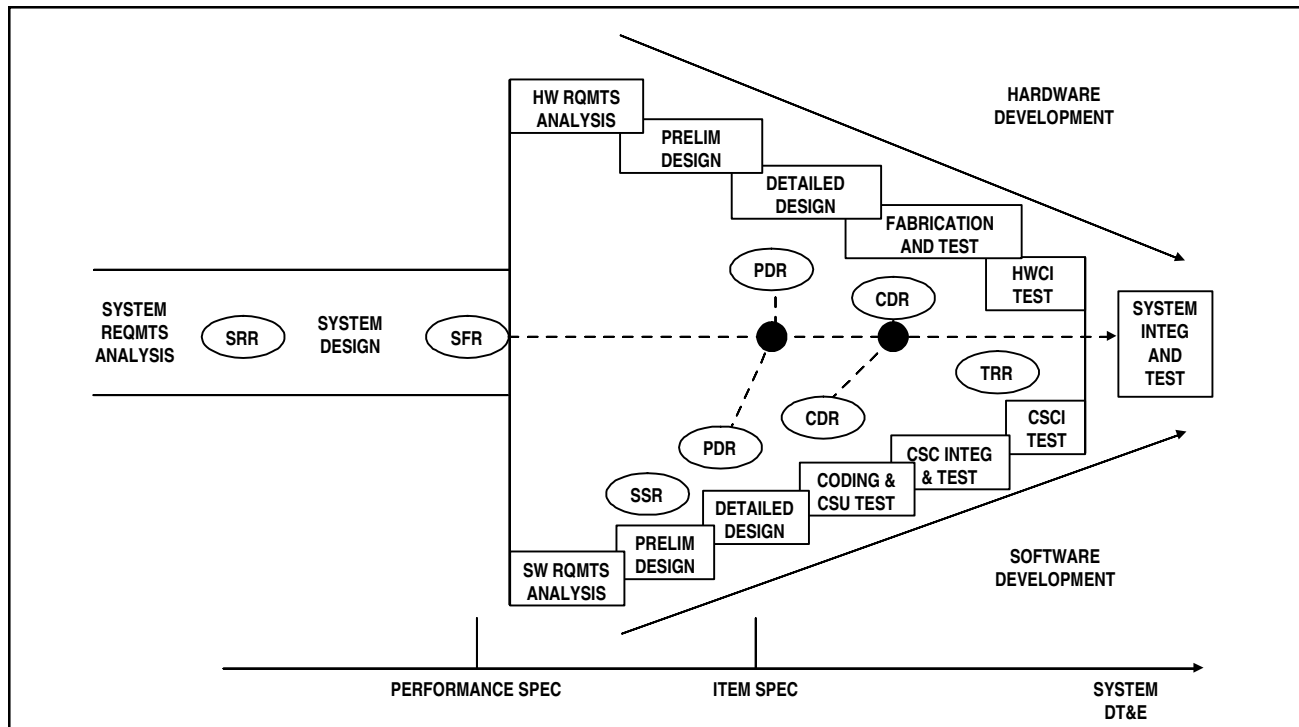 HARDWARE
DEVELOPMENT
HW RQMTS
ANALYSIS
PRELIM
DESIGN
DETAILED
DESIGN
FABRICATION
AND TEST
HWCI
TEST
PDR
CDR
SYSTEM
REQMTS
ANALYSIS
SRR
SYSTEM
DESIGN
SFR
SYSTEM
INTEG
AND
TEST
TRR
CDR
PDR
SSR
CSCI
TEST
CSC INTEG
& TEST
CODING &
CSU TEST
DETAILED
DESIGN
PRELIM
DESIGN
SW RQMTS
ANALYSIS
SOFTWARE
DEVELOPMENT
PERFORMANCE SPEC
ITEM SPEC
SYSTEM
DT&E